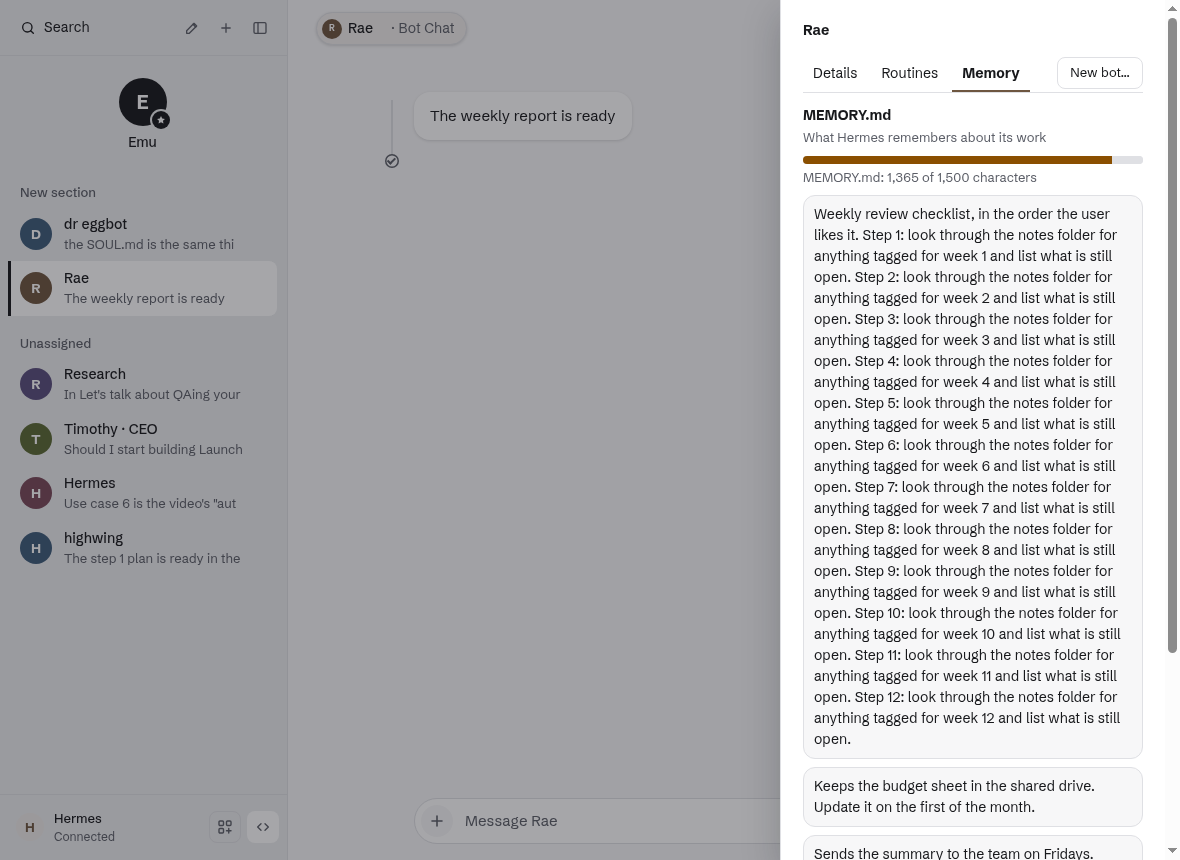 Search
E
Emu
New section
D
dr eggbot
the SOUL.md is the same thi
R
Rae
The weekly report is ready
Unassigned
R
Research
In Let's talk about QAing your
T
Timothy · CEO
Should I start building Launch
H
Hermes
Use case 6 is the video's "aut
H
highwing
The step 1 plan is ready in the
H
Hermes
Connected
R
Rae · Bot Chat
The weekly report is ready
Message Rae
Rae
Details
Routines
Memory
New bot...
MEMORY.md
What Hermes remembers about its work
MEMORY.md: 1,365 of 1,500 characters
Weekly review checklist, in the order the user
likes it. Step 1: look through the notes folder for
anything tagged for week 1 and list what is still
open. Step 2: look through the notes folder for
anything tagged for week 2 and list what is still
open. Step 3: look through the notes folder for
anything tagged for week 3 and list what is still
open. Step 4: look through the notes folder for
anything tagged for week 4 and list what is still
open. Step 5: look through the notes folder for
anything tagged for week 5 and list what is still
open. Step 6: look through the notes folder for
anything tagged for week 6 and list what is still
open. Step 7: look through the notes folder for
anything tagged for week 7 and list what is still
open. Step 8: look through the notes folder for
anything tagged for week 8 and list what is still
open. Step 9: look through the notes folder for
anything tagged for week 9 and list what is still
open. Step 10: look through the notes folder for
anything tagged for week 10 and list what is still
open. Step 11: look through the notes folder for
anything tagged for week 11 and list what is still
open. Step 12: look through the notes folder for
anything tagged for week 12 and list what is still
open.
Keeps the budget sheet in the shared drive.
Update it on the first of the month.
Sends the summary to the team on Fridays.